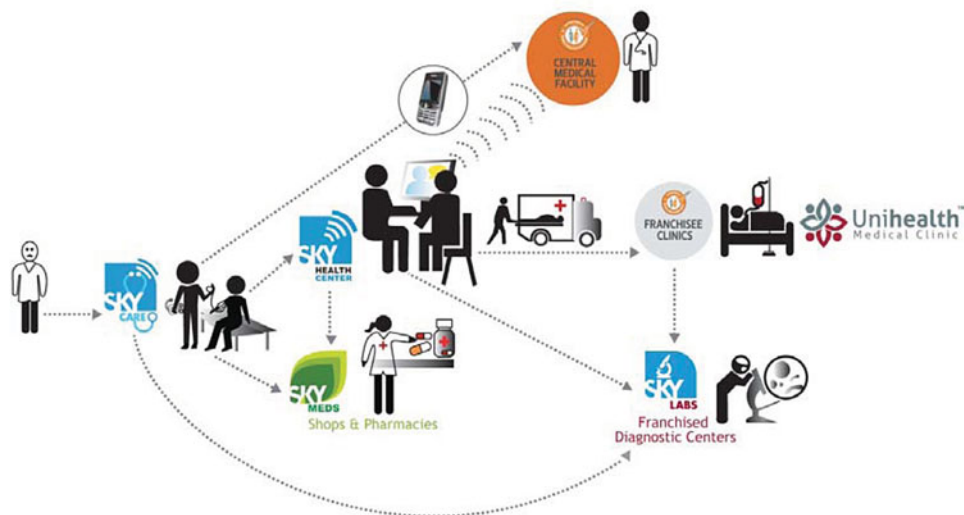 CENTRAL
MEDICAL
FACILITY
SKY
HEALTH
CENTER
FRANCHISEE
CLINICS
Unihealth™
Medical Clinic
SKY
CARE
SKY
MEDS
Shops & Pharmacies
SKY
LABS
Franchised
Diagnostic Centers